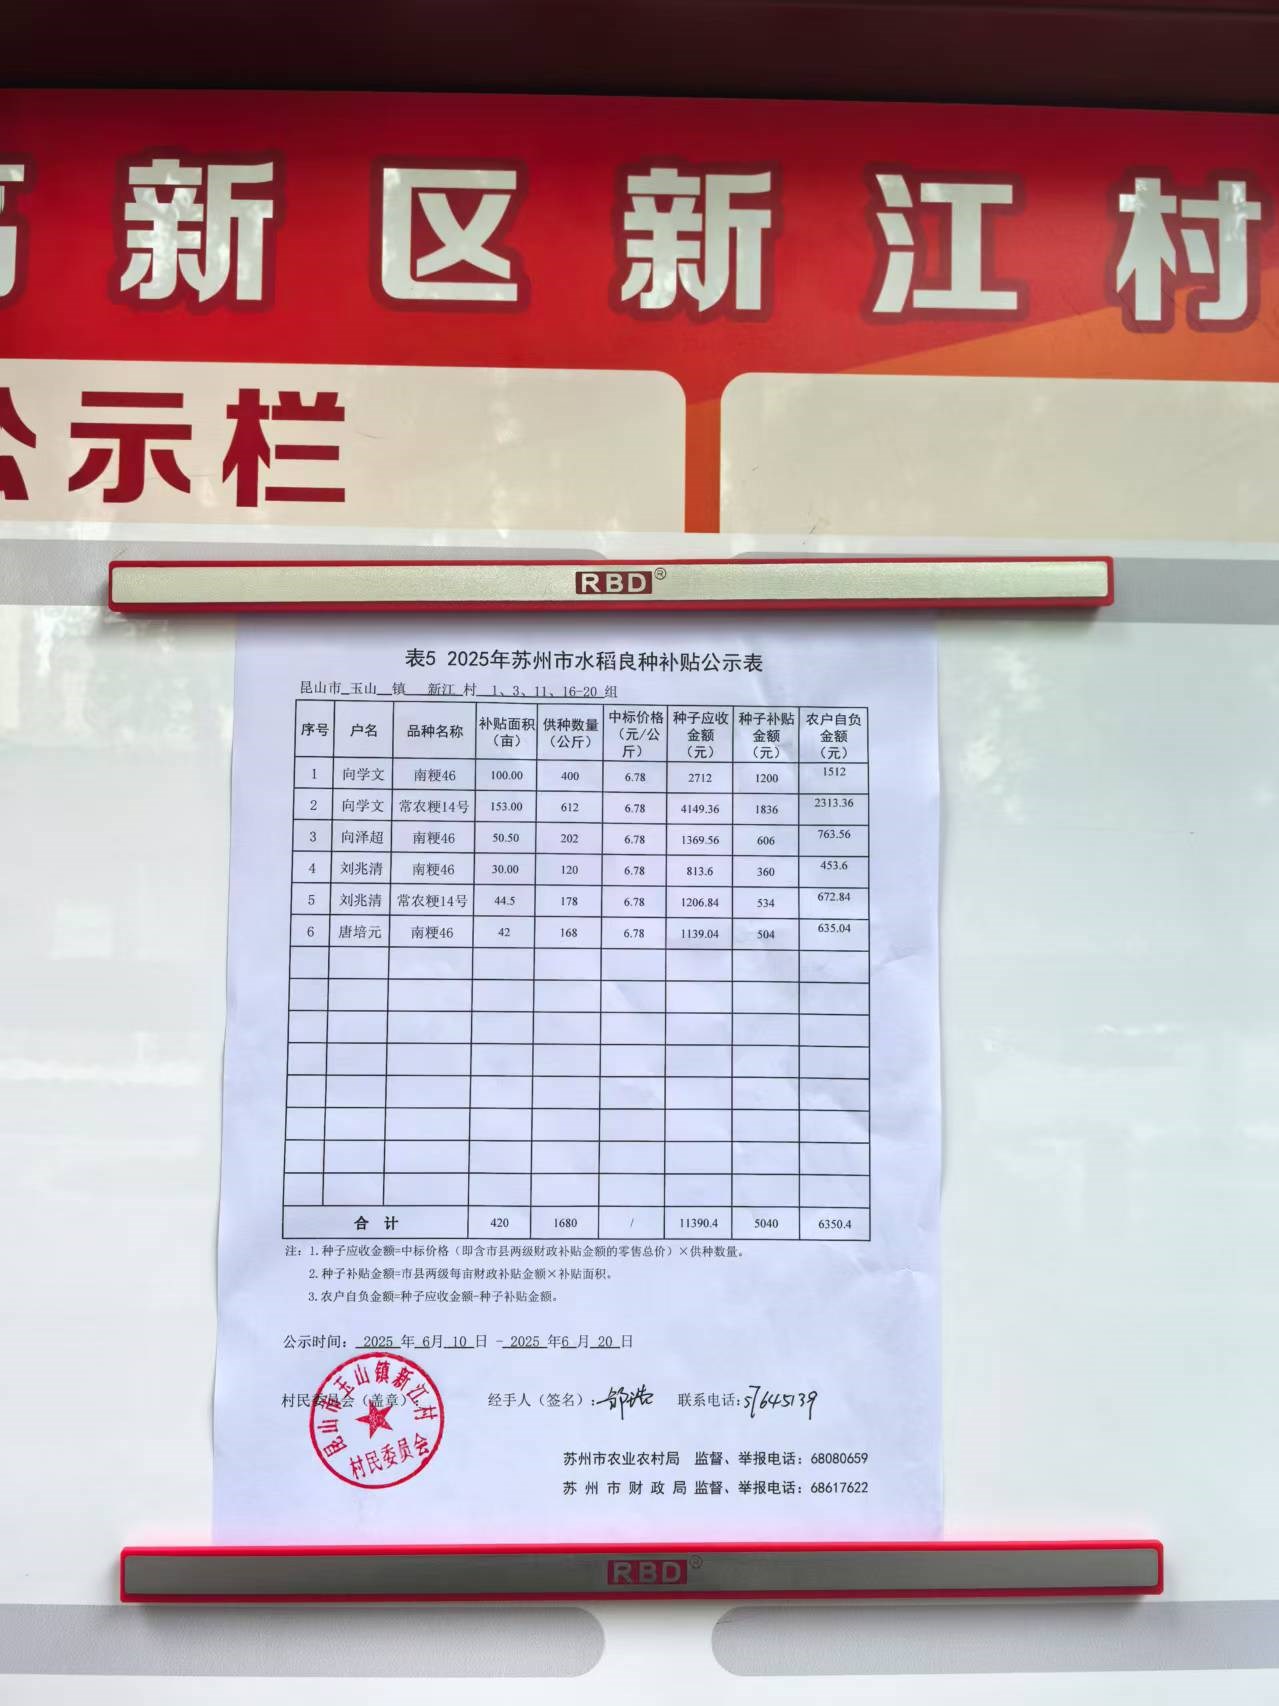 新区新江村
公示栏
RBD®
表5 2025年苏州市水稻良种补贴公示表
昆山市 玉山 镇 新江 村 1、3、11、16-20 组
序号 户名 品种名称 补贴面积（亩） 供种数量（公斤） 中标价格（元/公斤） 种子应收金额（元） 种子补贴金额（元） 农户自负金额（元）
1 向学文 南粳46 100.00 400 6.78 2712 1200 1512
2 向学文 常农粳14号 153.00 612 6.78 4149.36 1836 2313.36
3 向泽超 南粳46 50.50 202 6.78 1369.56 606 763.56
4 刘兆清 南粳46 30.00 120 6.78 813.6 360 453.6
5 刘兆清 常农粳14号 44.5 178 6.78 1206.84 534 672.84
6 唐培元 南粳46 42 168 6.78 1139.04 504 635.04
合 计 420 1680 / 11390.4 5040 6350.4
注：1.种子应收金额=中标价格（即含市县两级财政补贴金额的零售总价）×供种数量。
2.种子补贴金额=市县两级每亩财政补贴金额×补贴面积。
3.农户自负金额=种子应收金额-种子补贴金额。
公示时间： 2025 年 6月 10 日 - 2025 年6 月 20 日
村民委员会（盖章）： 经手人（签名）： 联系电话：57645139
昆山市玉山镇新江村
村民委员会
苏州市农业农村局 监督、举报电话：68080659
苏州市财政局 监督、举报电话：68617622
RBD®